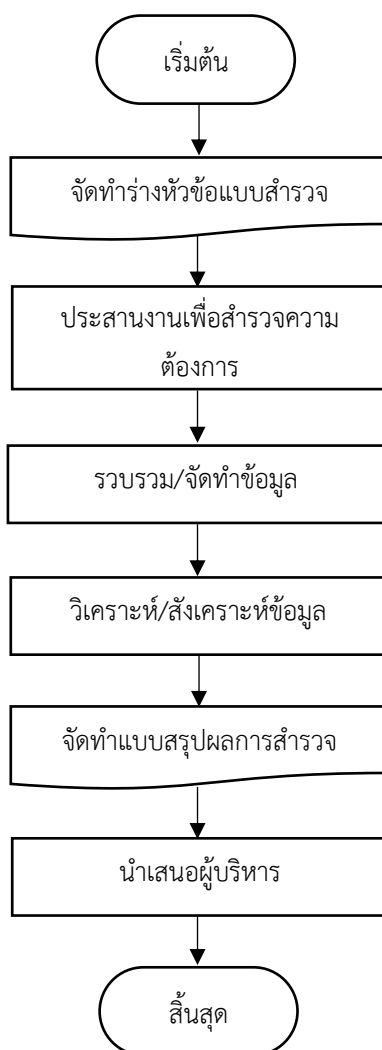 เริ่มต้น
จัดทำร่างหัวข้อแบบสำรวจ
ประสานงานเพื่อสำรวจความ
ต้องการ
รวบรวม/จัดทำข้อมูล
วิเคราะห์/สังเคราะห์ข้อมูล
จัดทำแบบสรุปผลการสำรวจ
นำเสนอผู้บริหาร
สิ้นสุด